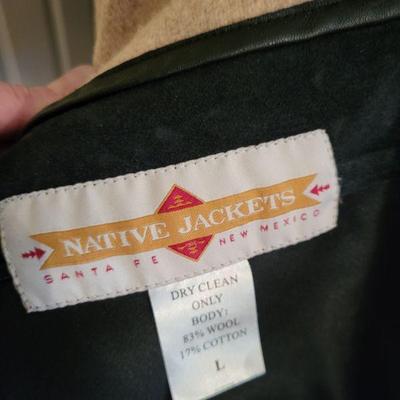 NATIVE JACKETS
SANTA FE NEW MEXICO
DRY CLEAN
ONLY
BODY:
83% WOOL
17% COTTON
L